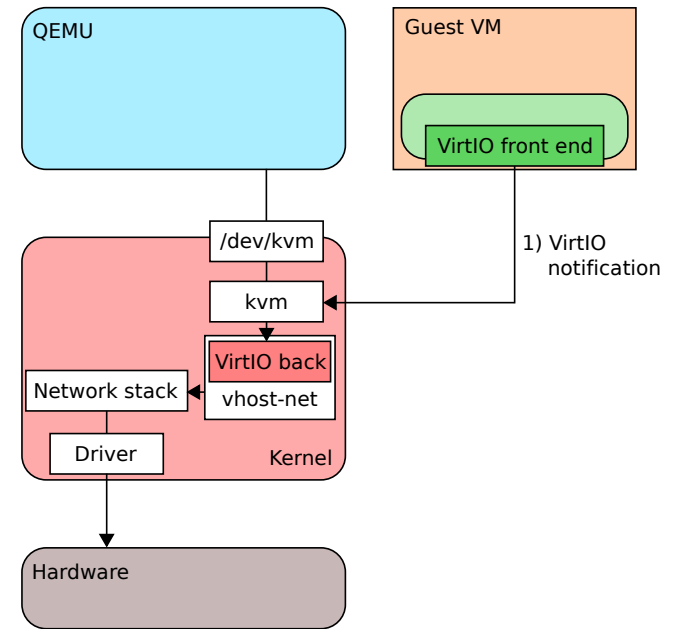 QEMU
Guest VM
VirtIO front end
/dev/kvm
1) VirtIO
notification
kvm
VirtIO back
vhost-net
Network stack
Driver
Kernel
Hardware